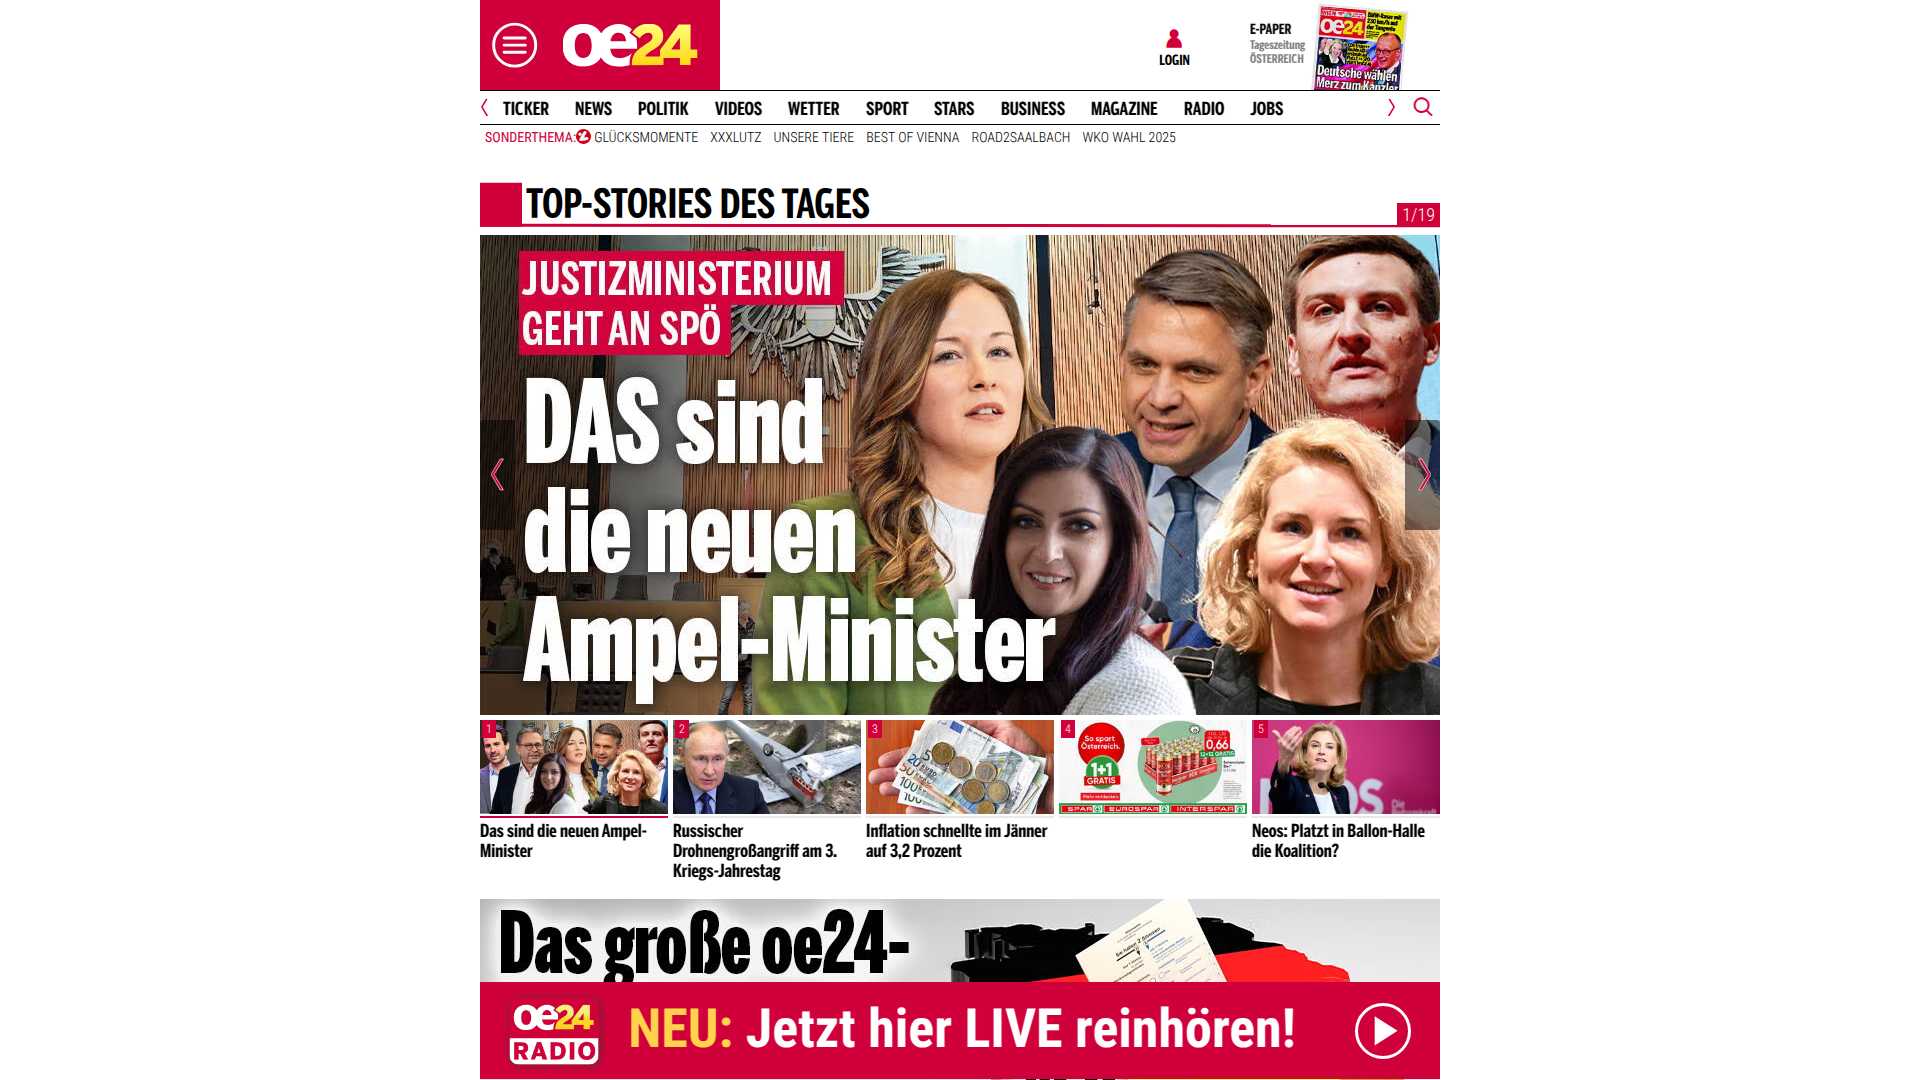 oe24
LOGIN
E-PAPER
Tageszeitung
ÖSTERREICH
oe24
Deutsche wählen
Merz zum Kanzler
TICKER NEWS POLITIK VIDEOS WETTER SPORT STARS BUSINESS MAGAZINE RADIO JOBS
SONDERTHEMA: GLÜCKSMOMENTE XXXLUTZ UNSERE TIERE BEST OF VIENNA ROAD2SAALBACH WKO WAHL 2025
TOP-STORIES DES TAGES
1/19
JUSTIZMINISTERIUM
GEHT AN SPÖ
DAS sind
die neuen
Ampel-Minister
1
2
3
4
5
So spart
Österreich.
1+1
GRATIS
0,66
SPAR EUROSPAR INTERSPAR
Das sind die neuen Ampel-
Minister
Russischer
Drohnengroßangriff am 3.
Kriegs-Jahrestag
Inflation schnellte im Jänner
auf 3,2 Prozent
Neos: Platzt in Ballon-Halle
die Koalition?
Das große oe24-
oe24
RADIO
NEU: Jetzt hier LIVE reinhören!